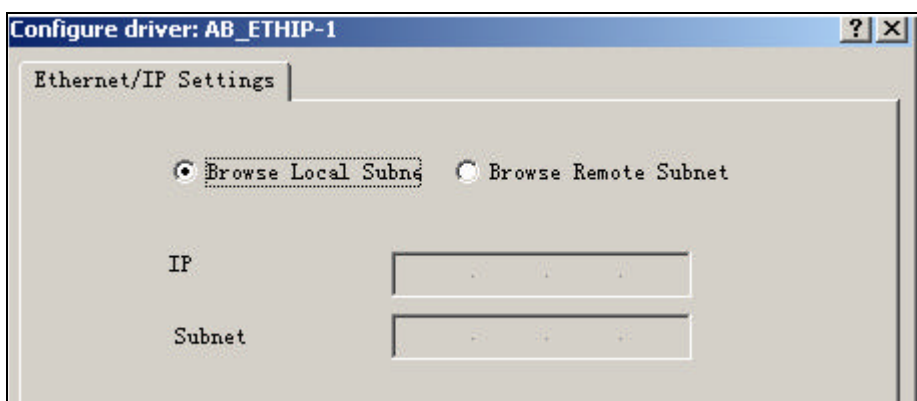 Configure driver: AB_ETHIP-1
Ethernet/IP Settings
Browse Local Subne Browse Remote Subnet
IP
Subnet